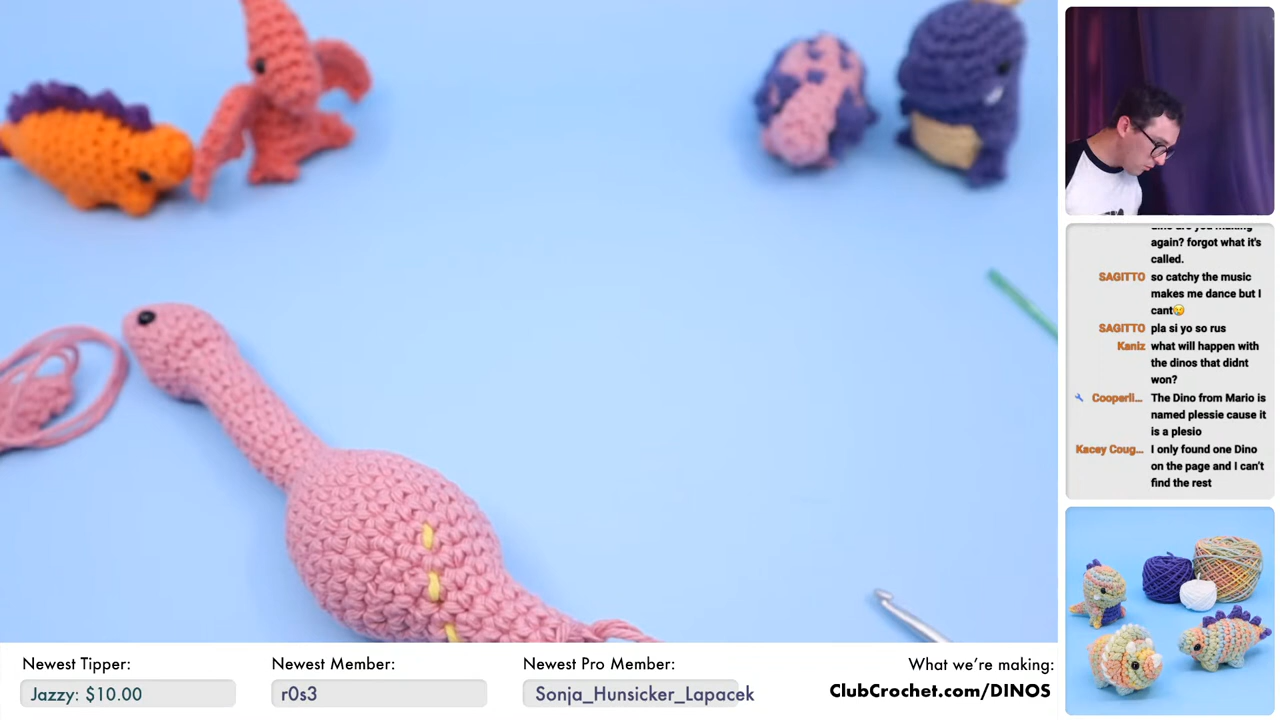 again? forgot what it's
called.
SAGITTO so catchy the music
makes me dance but I
cant😢
SAGITTO pla si yo so rus
Kaniz what will happen with
the dinos that didnt
won?
Cooperli... The Dino from Mario is
named plessie cause it
is a plesio
Kacey Coug... I only found one Dino
on the page and I can't
find the rest
Newest Tipper:
Jazzy: $10.00
Newest Member:
r0s3
Newest Pro Member:
Sonja_Hunsicker_Lapacek
What we're making:
ClubCrochet.com/DINOS